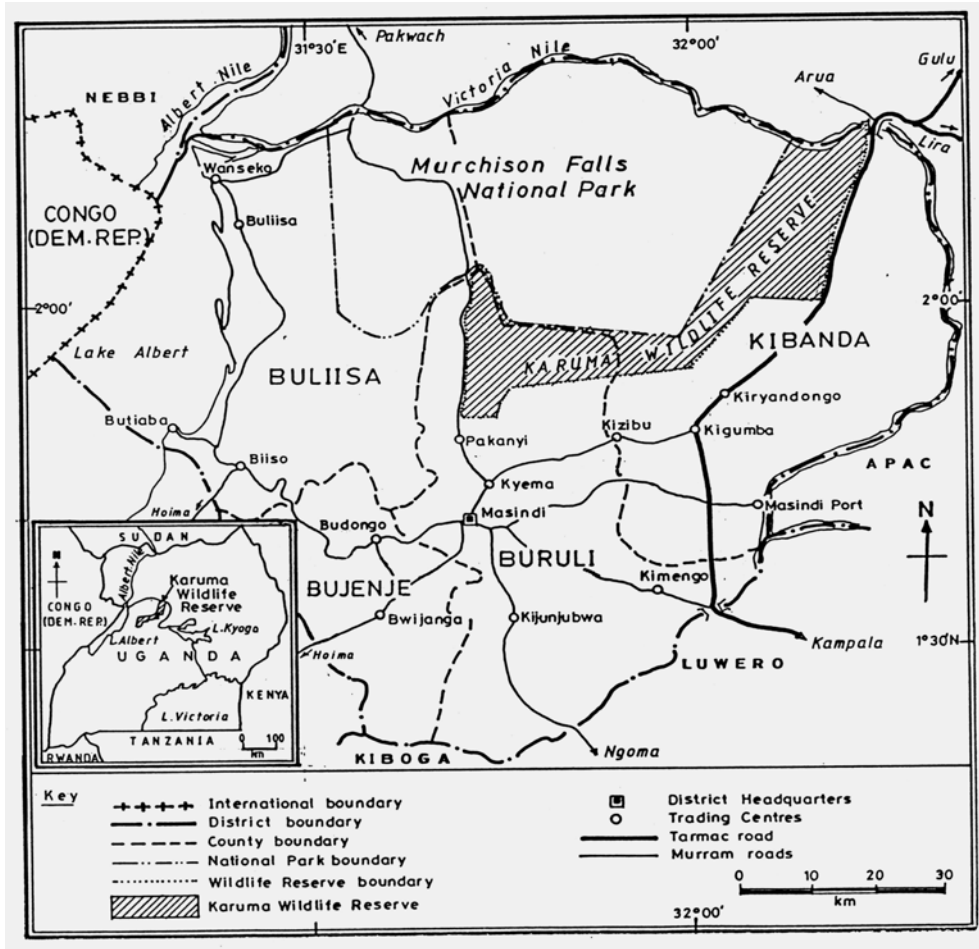 31°30'E
32°00'
Pakwach
Nile
Victoria
Albert Nile
Arua
Gulu
NEBBI
Lira
Wanseko
Murchison Falls
National Park
CONGO
(DEM.REP.)
Buliisa
2°00'
2°00'
KARUMA WILDLIFE RESERVE
KIBANDA
Lake Albert
BULIISA
Kiryandongo
Butiaba
Pakanyi
Kizibu
Kigumba
Biiso
APAC
Kyema
Hoima
Masindi
Masindi Port
N
Budongo
BURULI
BUJENJE
Kimengo
Bwijanga
Kijunjubwa
Kampala
1°30'N
Hoima
LUWERO
KIBOGA
Ngoma
SUDAN
N
Albert Nile
Karuma
Wildlife
Reserve
CONGO
(DEM.REP.)
L.Albert
L.Kyoga
UGANDA
KENYA
L.Victoria
TANZANIA
0 100
km
RWANDA
Key
International boundary
District boundary
County boundary
National Park boundary
Wildlife Reserve boundary
Karuma Wildlife Reserve
District Headquarters
Trading Centres
Tarmac road
Murram roads
0 10 20 30
km
32°00'